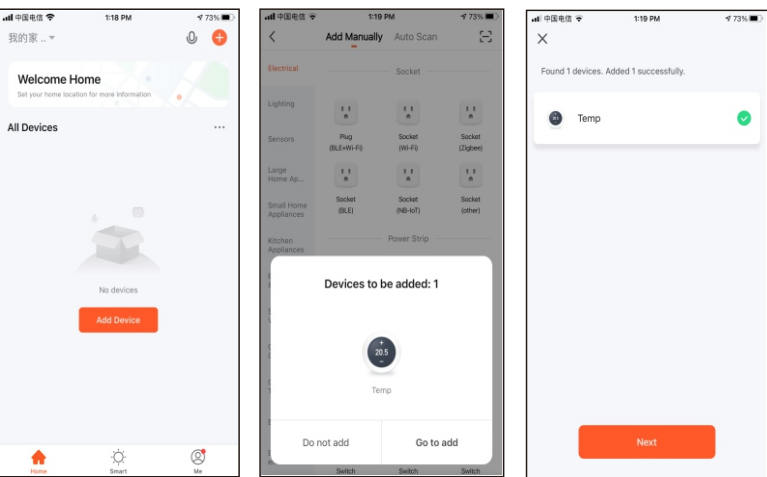 中国电信
1:18 PM
73%
我的家 ..
Welcome Home
Set your home location for more information
All Devices
No devices
Add Device
Home
Smart
Me
中国电信
1:19 PM
73%
Add Manually
Auto Scan
Electrical
Socket
Lighting
Sensors
Large
Home Ap...
Small Home
Appliances
Kitchen
Appliances
Plug
(BLE+Wi-Fi)
Socket
(Wi-Fi)
Socket
(Zigbee)
Socket
(BLE)
Socket
(NB-IoT)
Socket
(other)
Power Strip
Devices to be added: 1
20.5
Temp
Do not add
Go to add
Switch
Switch
Switch
中国电信
1:19 PM
73%
Found 1 devices. Added 1 successfully.
Temp
Next